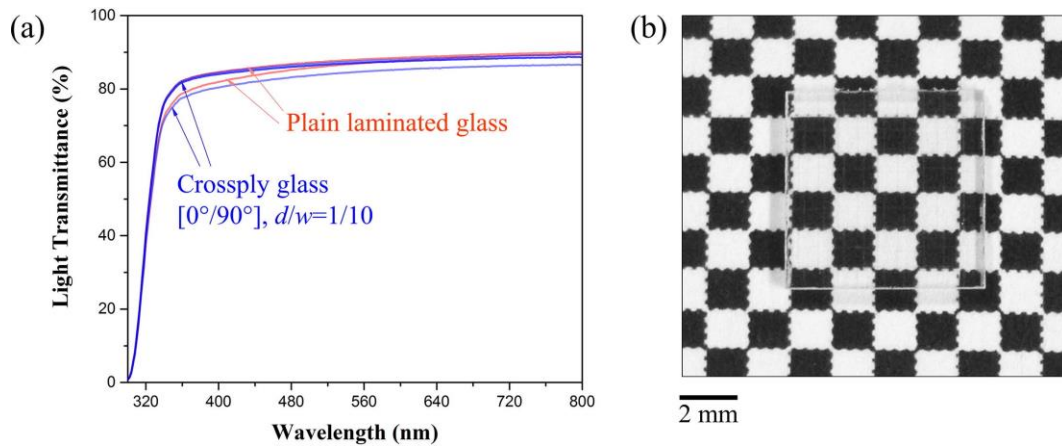 (a)
Light Transmittance (%)
100
80
60
40
20
0
Plain laminated glass
Crossply glass
[0°/90°], d/w=1/10
320 400 480 560 640 720 800
Wavelength (nm)
(b)
2 mm